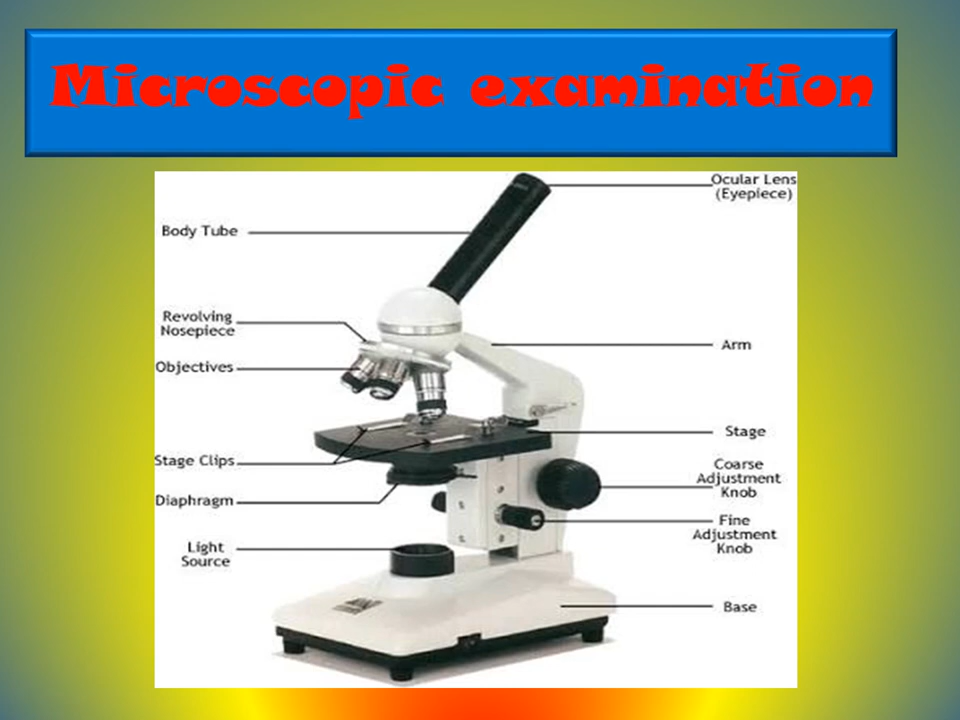 Microscopic examination
Ocular Lens
(Eyepiece)
Body Tube
Revolving
Nosepiece
Arm
Objectives
Stage
Stage Clips
Coarse
Adjustment
Knob
Diaphragm
Fine
Adjustment
Knob
Light
Source
Base